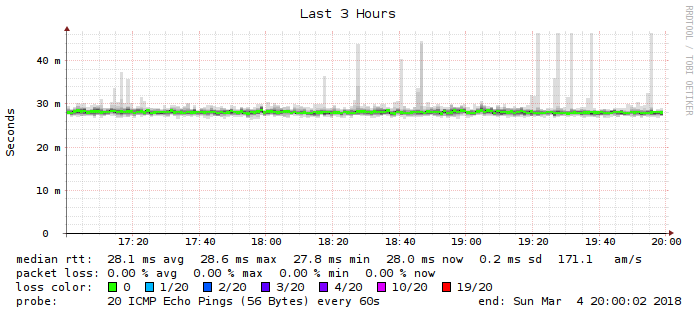 Last 3 Hours
RRDTOOL / TOBI OETIKER
Seconds
40 m
30 m
20 m
10 m
0
17:20 17:40 18:00 18:20 18:40 19:00 19:20 19:40 20:00
median rtt: 28.1 ms avg 28.6 ms max 27.8 ms min 28.0 ms now 0.2 ms sd 171.1 am/s
packet loss: 0.00 % avg 0.00 % max 0.00 % min 0.00 % now
loss color: 0 1/20 2/20 3/20 4/20 10/20 19/20
probe: 20 ICMP Echo Pings (56 Bytes) every 60s end: Sun Mar 4 20:00:02 2018